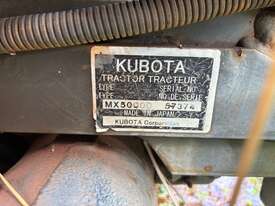 KUBOTA
TRACTOR TRACTEUR
TYPE SERIAL NO.
TYPE NO. DE SERIE
MX5000D 57374
MADE IN JAPAN
KUBOTA Corporation